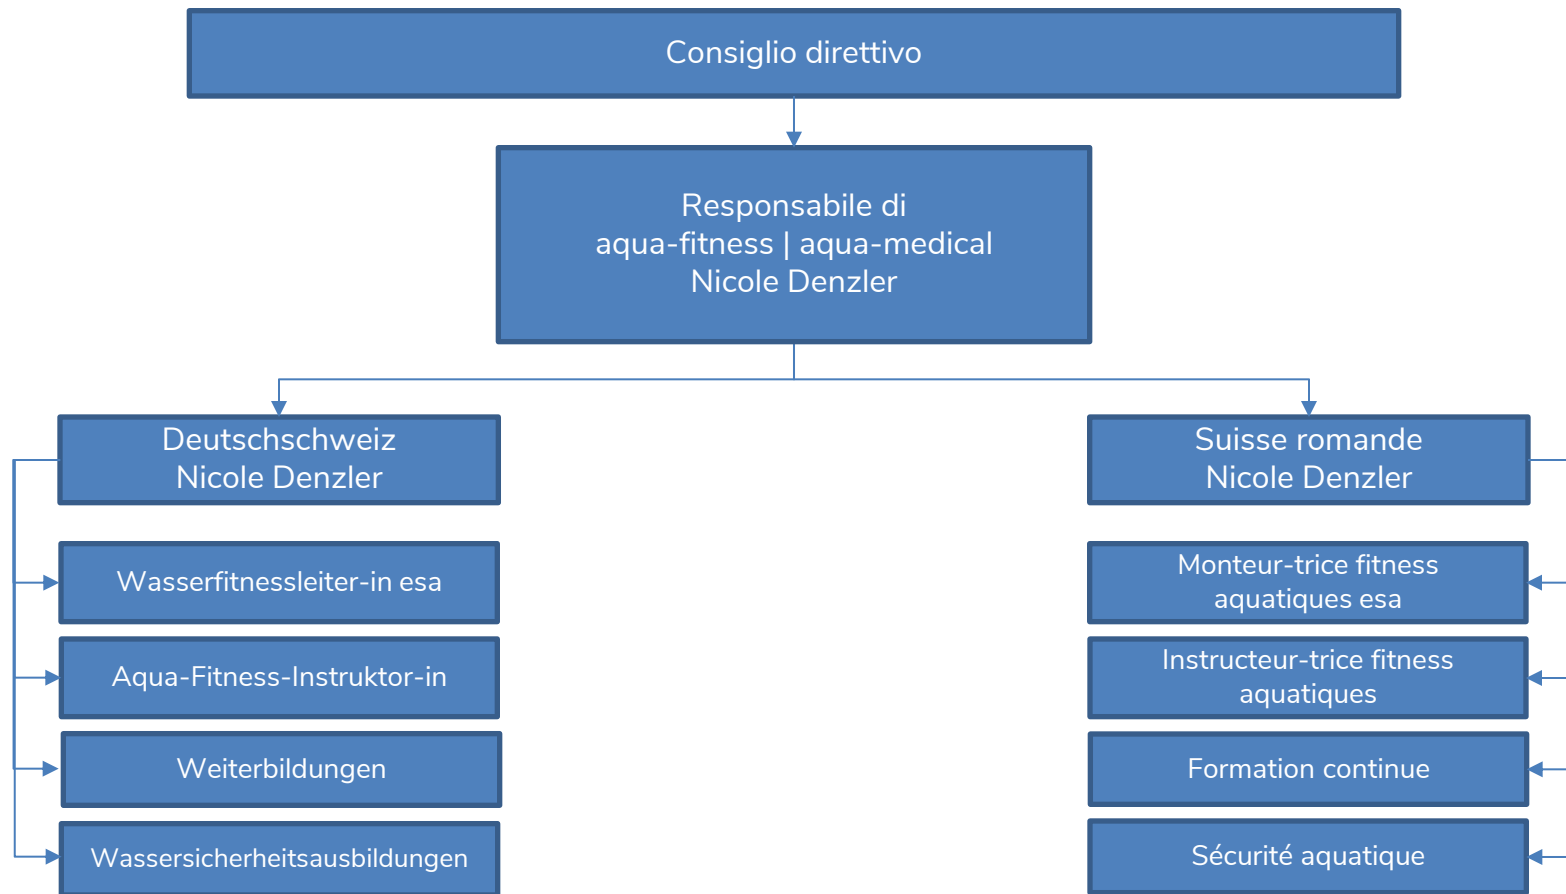 Consiglio direttivo
Responsabile di
aqua-fitness | aqua-medical
Nicole Denzler
Deutschschweiz
Nicole Denzler
Wasserfitnessleiter-in esa
Aqua-Fitness-Instruktor-in
Weiterbildungen
Wassersicherheitsausbildungen
Suisse romande
Nicole Denzler
Monteur-trice fitness
aquatiques esa
Instructeur-trice fitness
aquatiques
Formation continue
Sécurité aquatique